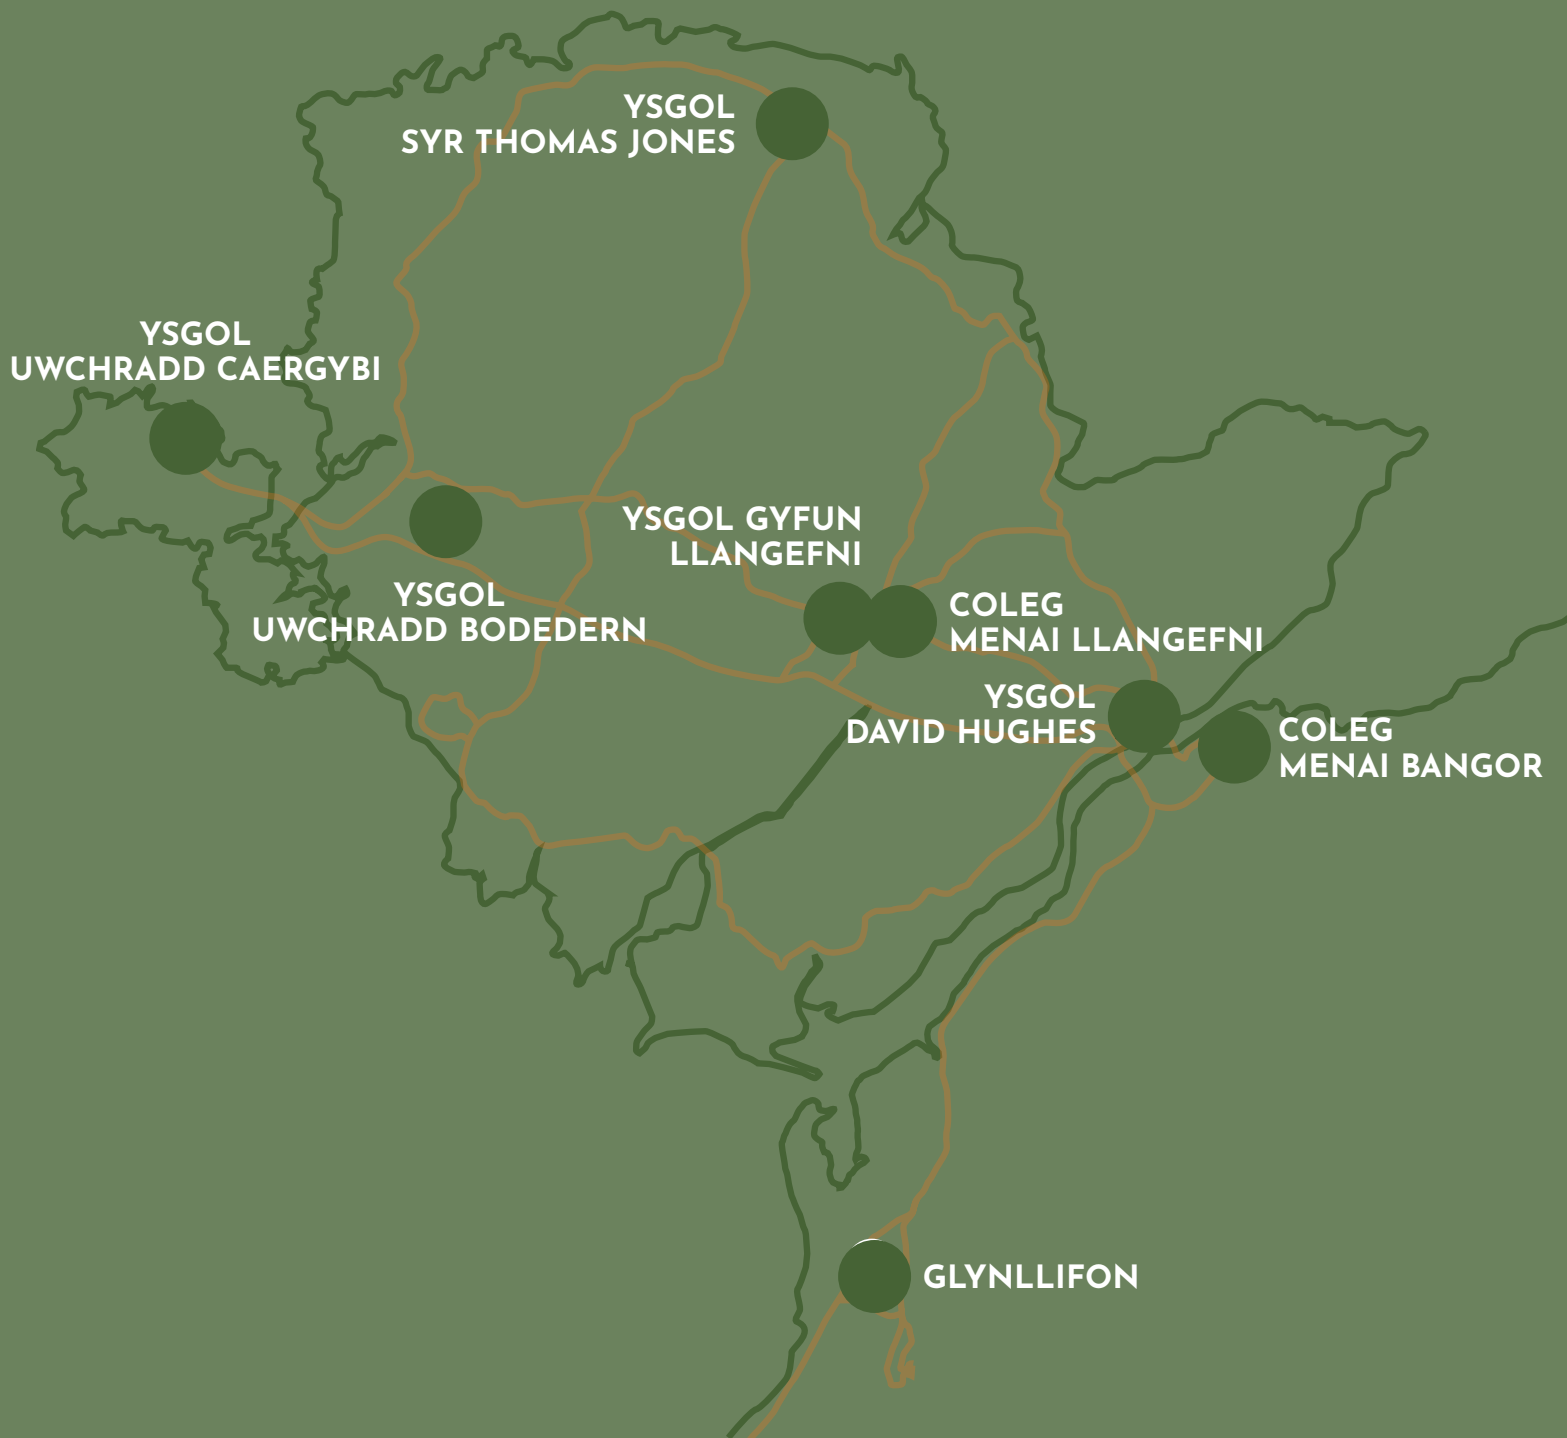 YSGOL
SYR THOMAS JONES
YSGOL
UWCHRADD CAERGYBI
YSGOL GYFUN
LLANGEFNI
YSGOL
UWCHRADD BODEDERN
COLEG
MENAI LLANGEFNI
YSGOL
DAVID HUGHES
COLEG
MENAI BANGOR
GLYNLLIFON